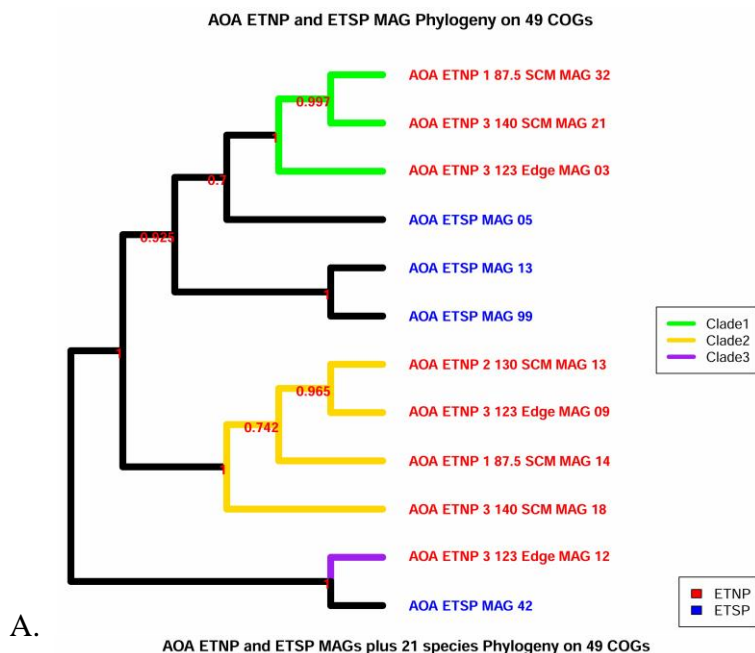 AOA ETNP and ETSP MAG Phylogeny on 49 COGs
AOA ETNP 1 87.5 SCM MAG 32
0.997
AOA ETNP 3 140 SCM MAG 21
1
AOA ETNP 3 123 Edge MAG 03
0.7
AOA ETSP MAG 05
0.925
AOA ETSP MAG 13
1
AOA ETSP MAG 99
Clade1
Clade2
Clade3
1
AOA ETNP 2 130 SCM MAG 13
0.965
AOA ETNP 3 123 Edge MAG 09
0.742
AOA ETNP 1 87.5 SCM MAG 14
1
AOA ETNP 3 140 SCM MAG 18
AOA ETNP 3 123 Edge MAG 12
1
ETNP
ETSP
AOA ETSP MAG 42
A.
AOA ETNP and ETSP MAGs plus 21 species Phylogeny on 49 COGs